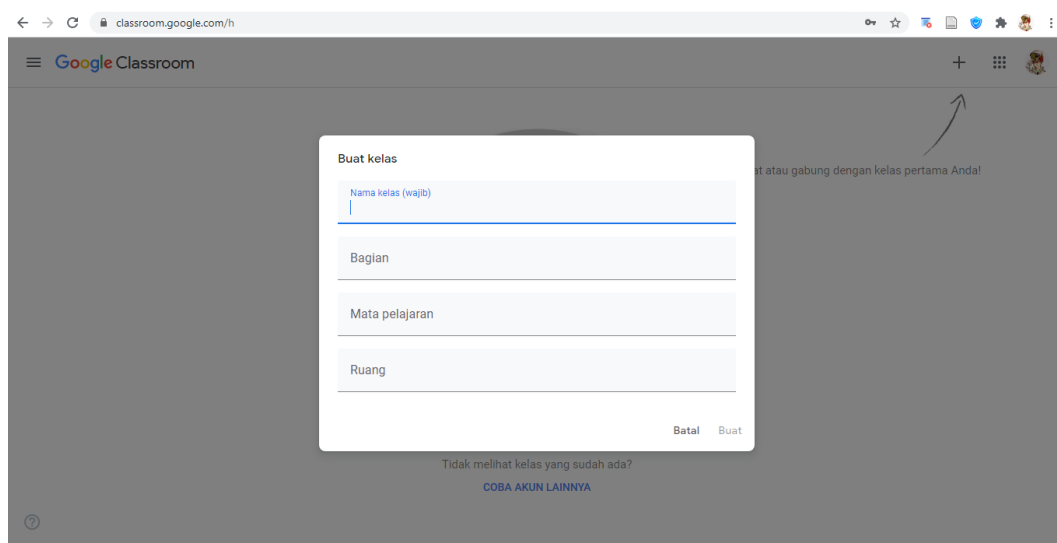 classroom.google.com/h
Google Classroom
at atau gabung dengan kelas pertama Anda!
Buat kelas
Nama kelas (wajib)
Bagian
Mata pelajaran
Ruang
Batal Buat
Tidak melihat kelas yang sudah ada?
COBA AKUN LAINNYA